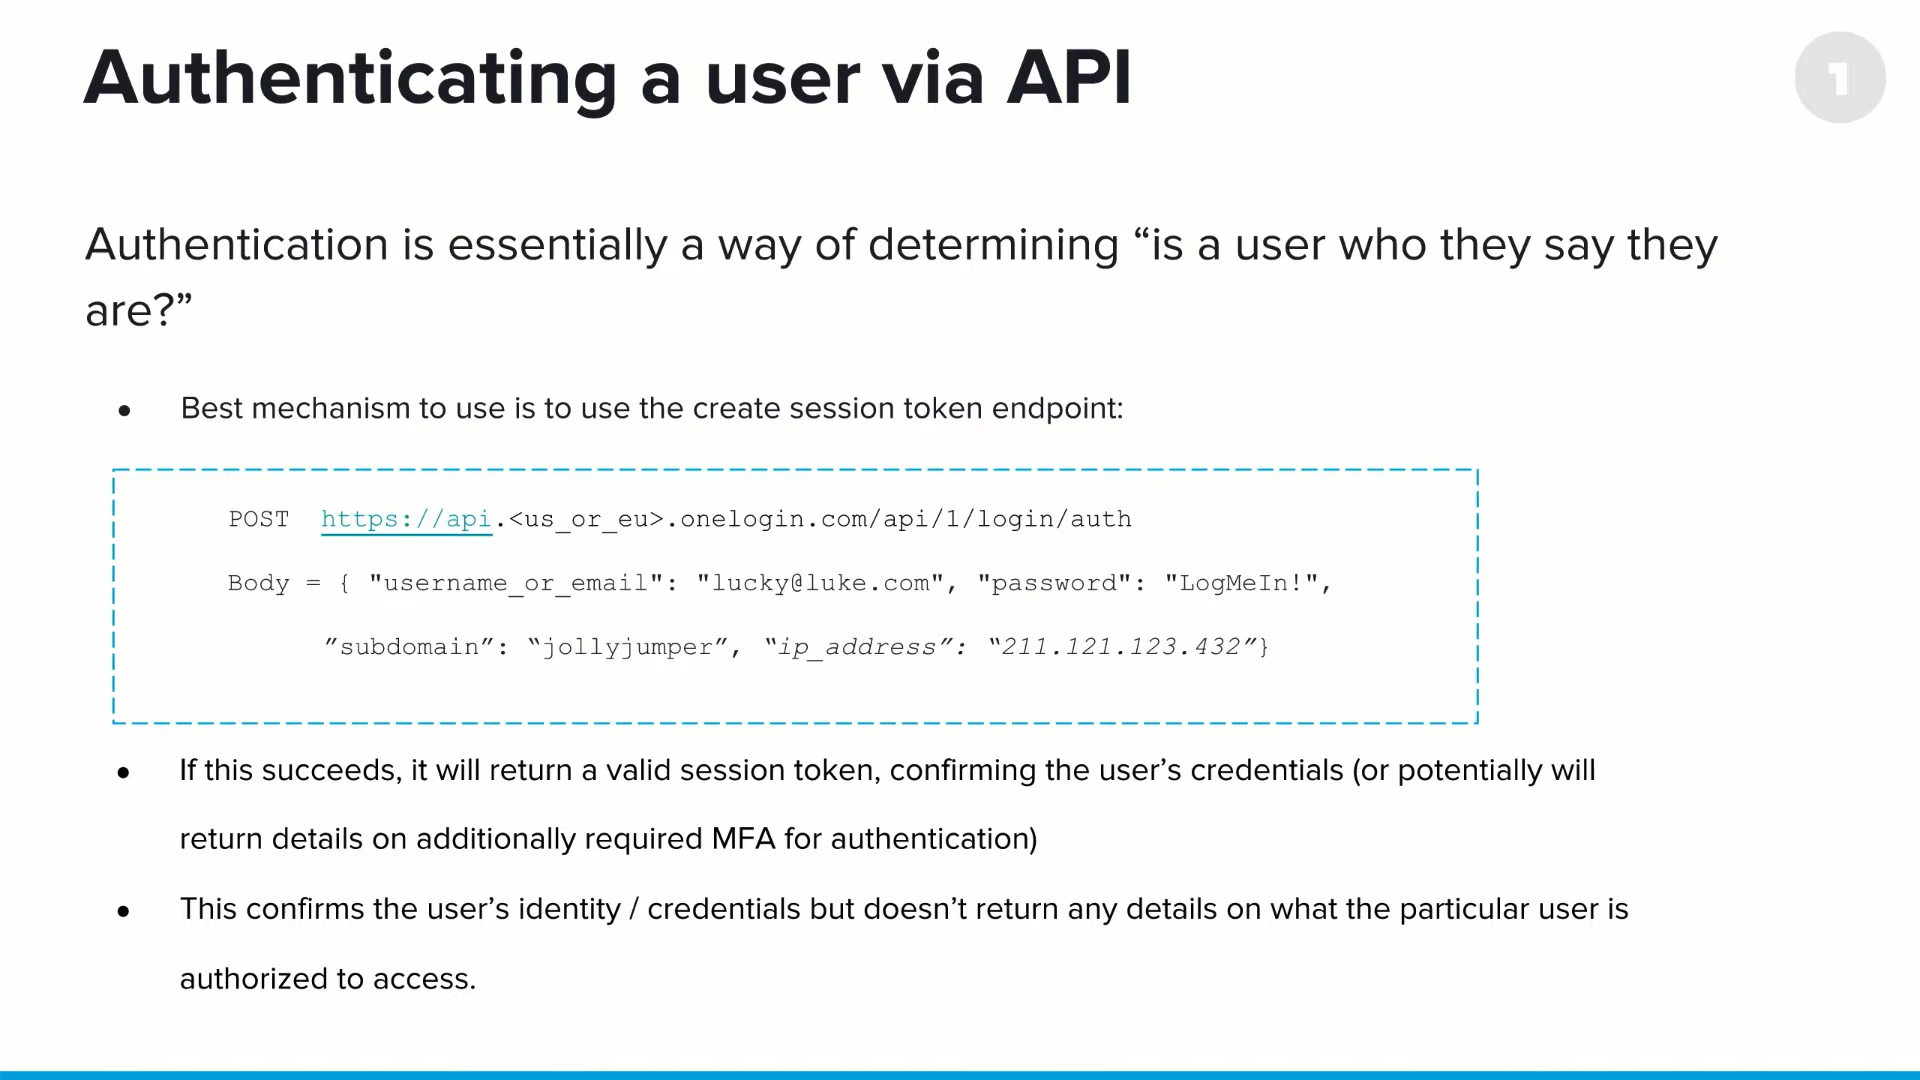 Authenticating a user via API
1
Authentication is essentially a way of determining “is a user who they say they
are?”
● Best mechanism to use is to use the create session token endpoint:
POST https://api.<us_or_eu>.onelogin.com/api/1/login/auth
Body = { "username_or_email": "lucky@luke.com", "password": "LogMeIn!",
”subdomain”: “jollyjumper”, “ip_address”: “211.121.123.432”}
● If this succeeds, it will return a valid session token, confirming the user’s credentials (or potentially will
return details on additionally required MFA for authentication)
● This confirms the user’s identity / credentials but doesn’t return any details on what the particular user is
authorized to access.